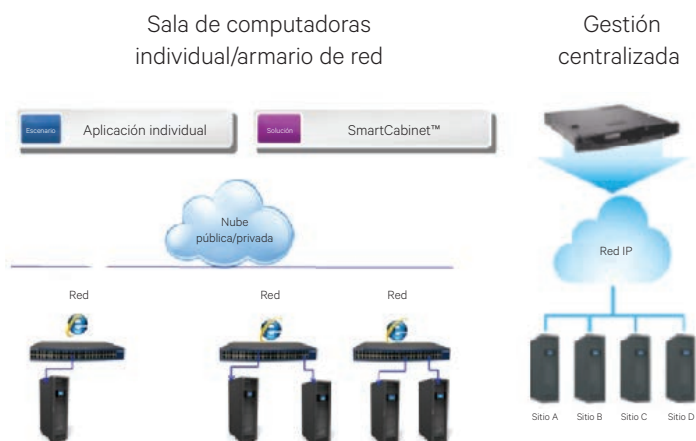 Sala de computadoras
individual/armario de red
Gestión
centralizada
Escenario
Aplicación individual
Solución
SmartCabinet™
Nube
pública/privada
Red IP
Red
Red
Red
Sitio A
Sitio B
Sitio C
Sitio D